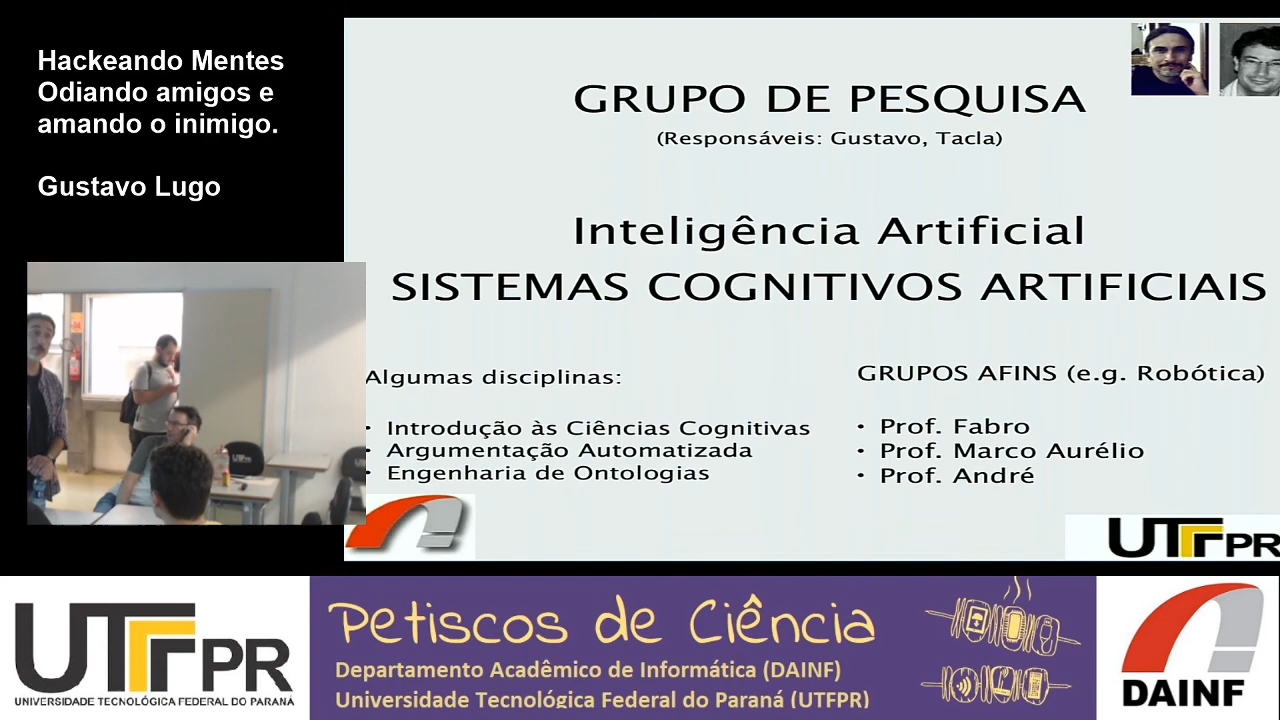 Hackeando Mentes
Odiando amigos e
amando o inimigo.
Gustavo Lugo
GRUPO DE PESQUISA
(Responsáveis: Gustavo, Tacla)
Inteligência Artificial
SISTEMAS COGNITIVOS ARTIFICIAIS
Algumas disciplinas:
• Introdução às Ciências Cognitivas
• Argumentação Automatizada
• Engenharia de Ontologias
GRUPOS AFINS (e.g. Robótica)
• Prof. Fabro
• Prof. Marco Aurélio
• Prof. André
UTFPR
UTFPR
UNIVERSIDADE TECNOLÓGICA FEDERAL DO PARANÁ
Petiscos de Ciência
Departamento Acadêmico de Informática (DAINF)
Universidade Tecnológica Federal do Paraná (UTFPR)
DAINF